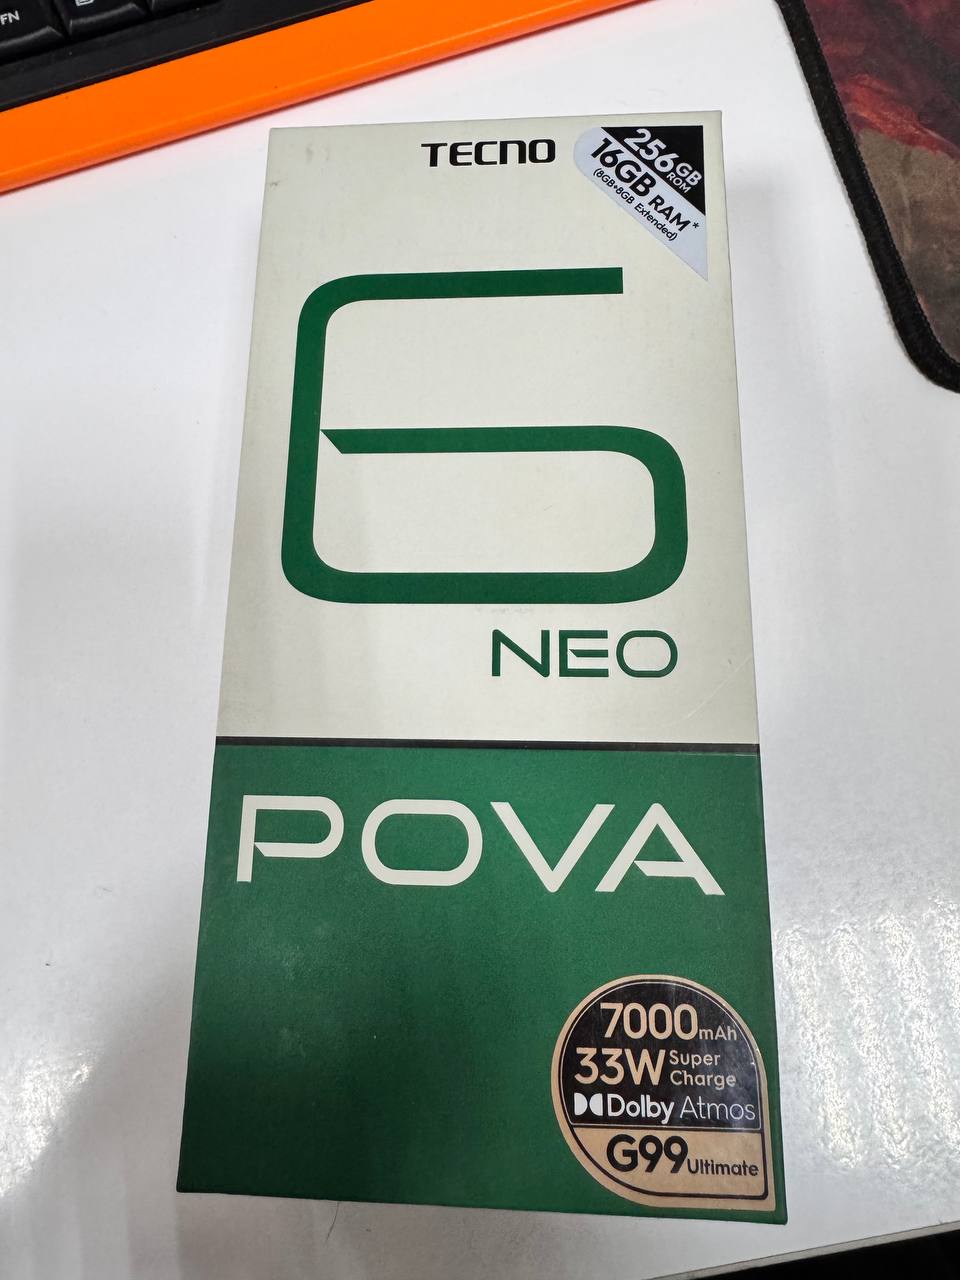 FN
TECNO
256GB
ROM
16GB RAM*
(8GB+8GB Extended)
6
NEO
POVA
7000mAh
33W Super
Charge
Dolby Atmos
G99 Ultimate